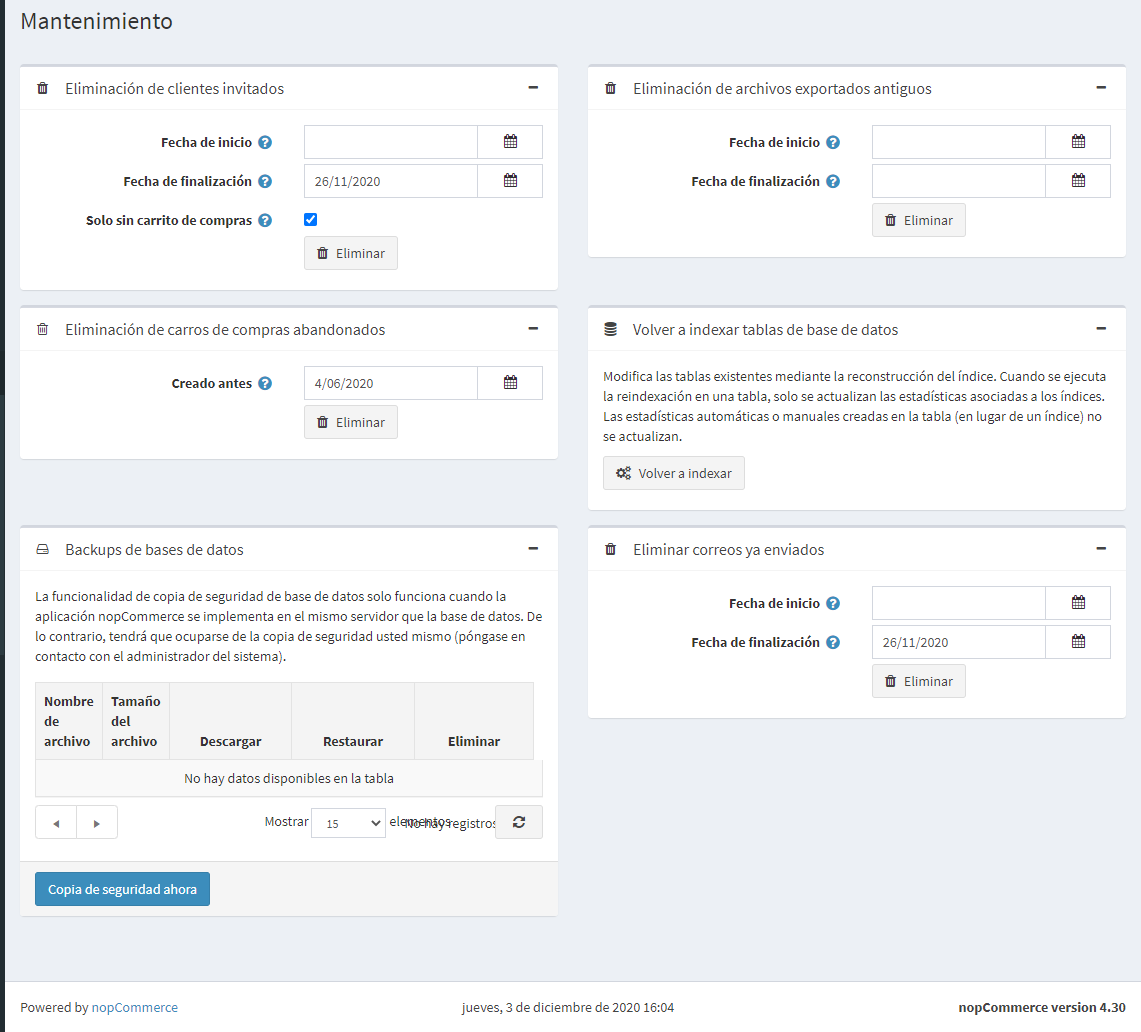 Mantenimiento
Eliminación de clientes invitados
Fecha de inicio
Fecha de finalización
26/11/2020
Solo sin carrito de compras
Eliminar
Eliminación de archivos exportados antiguos
Fecha de inicio
Fecha de finalización
Eliminar
Eliminación de carros de compras abandonados
Creado antes
4/06/2020
Eliminar
Volver a indexar tablas de base de datos
Modifica las tablas existentes mediante la reconstrucción del índice. Cuando se ejecuta
la reindexación en una tabla, solo se actualizan las estadísticas asociadas a los índices.
Las estadísticas automáticas o manuales creadas en la tabla (en lugar de un índice) no
se actualizan.
Volver a indexar
Backups de bases de datos
La funcionalidad de copia de seguridad de base de datos solo funciona cuando la
aplicación nopCommerce se implementa en el mismo servidor que la base de datos. De
lo contrario, tendrá que ocuparse de la copia de seguridad usted mismo (póngase en
contacto con el administrador del sistema).
Nombre
de
archivo
Tamaño
del
archivo
Descargar
Restaurar
Eliminar
No hay datos disponibles en la tabla
Mostrar 15 elementos
No hay registros
Copia de seguridad ahora
Eliminar correos ya enviados
Fecha de inicio
Fecha de finalización
26/11/2020
Eliminar
Powered by nopCommerce
jueves, 3 de diciembre de 2020 16:04
nopCommerce version 4.30